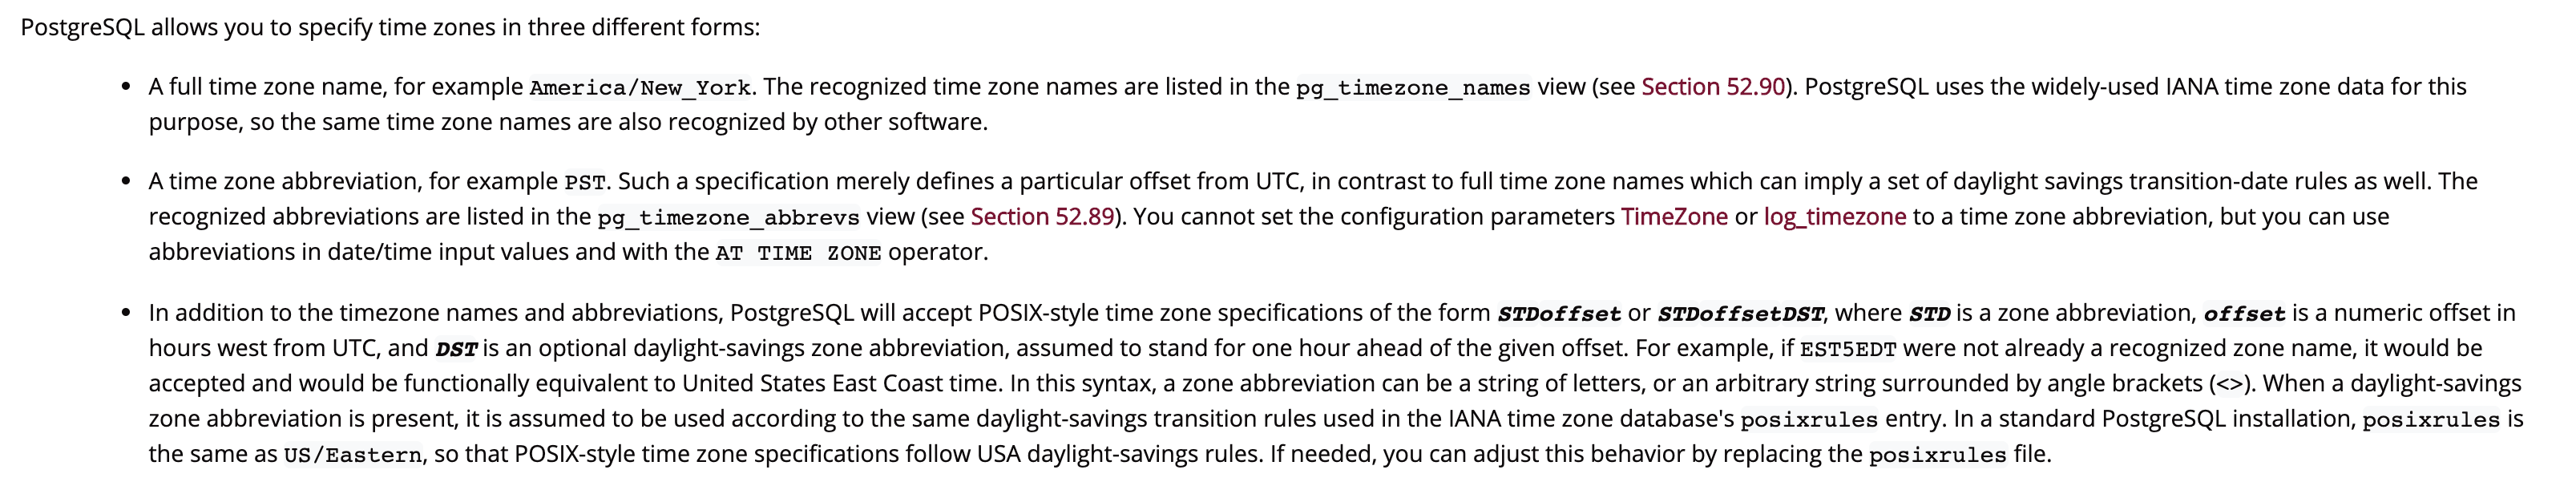 PostgreSQL allows you to specify time zones in three different forms:
• A full time zone name, for example America/New_York. The recognized time zone names are listed in the pg_timezone_names view (see Section 52.90). PostgreSQL uses the widely-used IANA time zone data for this
purpose, so the same time zone names are also recognized by other software.
• A time zone abbreviation, for example PST. Such a specification merely defines a particular offset from UTC, in contrast to full time zone names which can imply a set of daylight savings transition-date rules as well. The
recognized abbreviations are listed in the pg_timezone_abbrevs view (see Section 52.89). You cannot set the configuration parameters TimeZone or log_timezone to a time zone abbreviation, but you can use
abbreviations in date/time input values and with the AT TIME ZONE operator.
• In addition to the timezone names and abbreviations, PostgreSQL will accept POSIX-style time zone specifications of the form STDoffset or STDoffsetDST, where STD is a zone abbreviation, offset is a numeric offset in
hours west from UTC, and DST is an optional daylight-savings zone abbreviation, assumed to stand for one hour ahead of the given offset. For example, if EST5EDT were not already a recognized zone name, it would be
accepted and would be functionally equivalent to United States East Coast time. In this syntax, a zone abbreviation can be a string of letters, or an arbitrary string surrounded by angle brackets (<>). When a daylight-savings
zone abbreviation is present, it is assumed to be used according to the same daylight-savings transition rules used in the IANA time zone database's posixrules entry. In a standard PostgreSQL installation, posixrules is
the same as US/Eastern, so that POSIX-style time zone specifications follow USA daylight-savings rules. If needed, you can adjust this behavior by replacing the posixrules file.